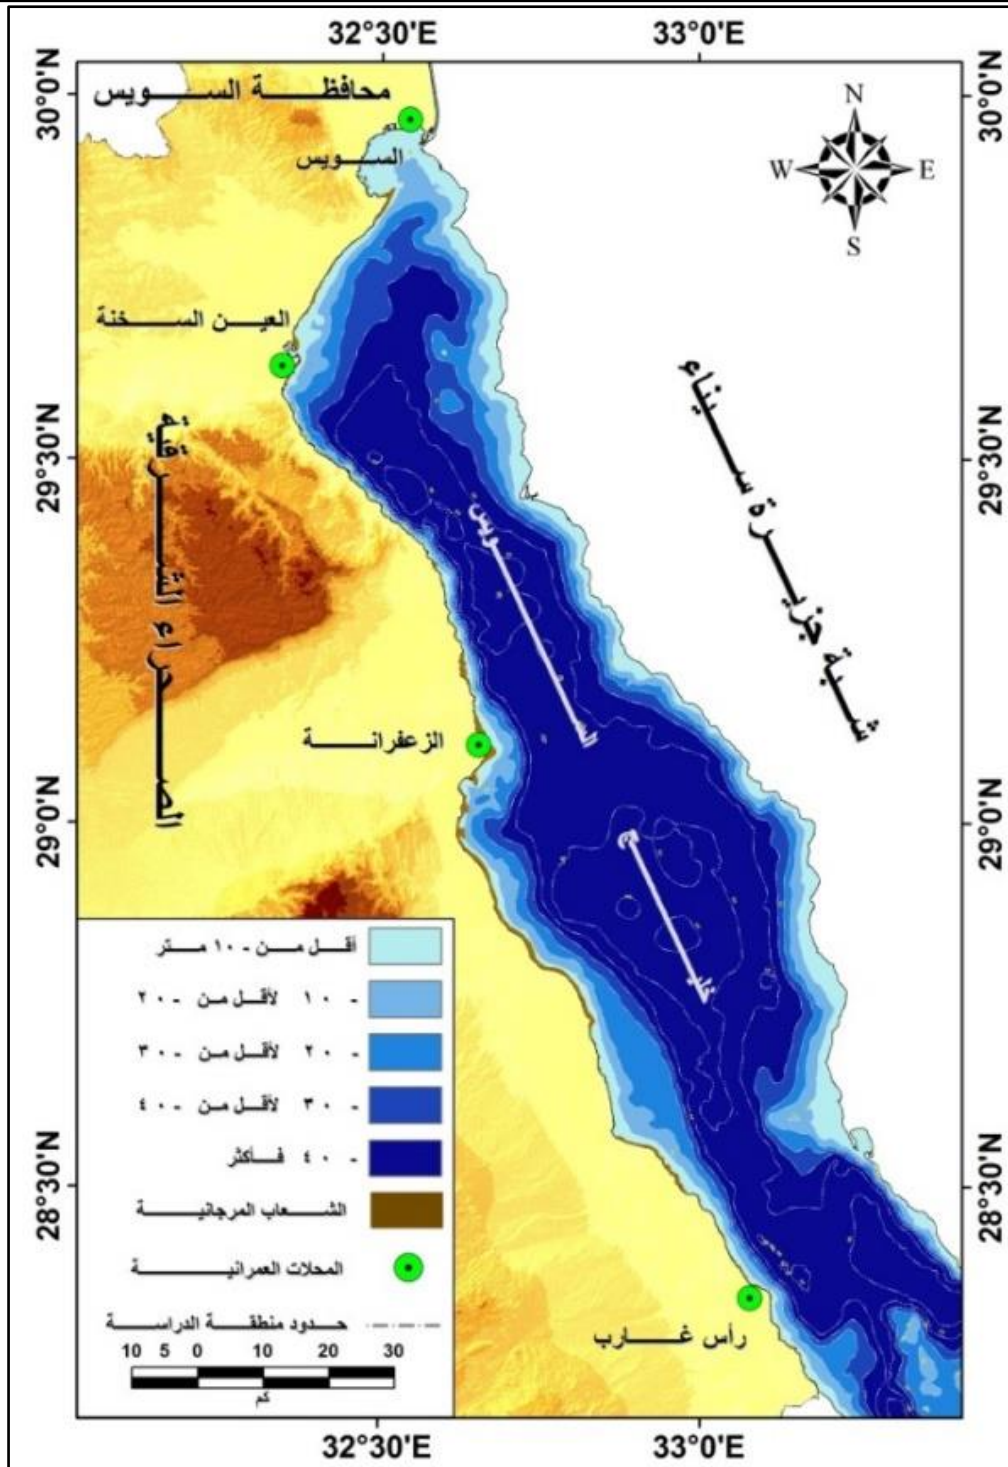 32°30'E
33°0'E
30°0'N
30°0'N
محافظة السويس
السويس
N
W
E
S
العين السخنة
شبة جزيرة سيناء
29°30'N
29°30'N
الصحراء الشرقية
خليج السويس
الزعفرانة
29°0'N
29°0'N
أقل من - ١٠ متر
- ١٠ لأقل من - ٢٠
- ٢٠ لأقل من - ٣٠
- ٣٠ لأقل من - ٤٠
- ٤٠ فأكثر
الشعاب المرجانية
المحلات العمرانية
حدود منطقة الدراسة
28°30'N
28°30'N
رأس غارب
10 5 0 10 20 30
كم
32°30'E
33°0'E